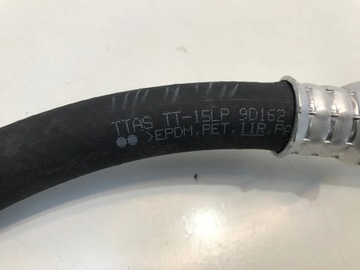 TTAS TT-15LP 9D162
>EPDM,PET,IIR,PA